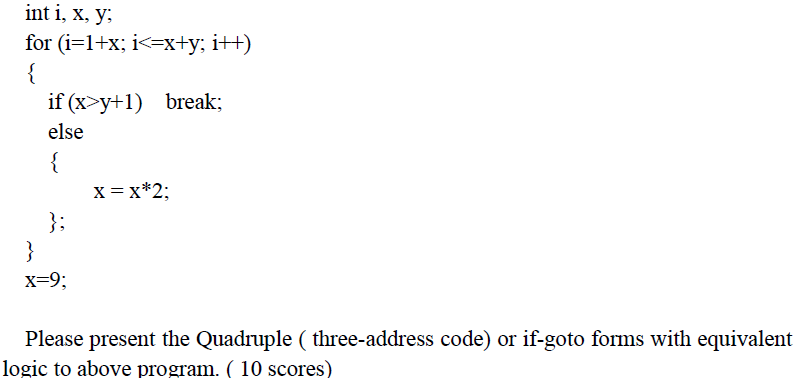 int i, x, y;
for (i=1+x; i<=x+y; i++)
{
if (x>y+1) break;
else
{
x = x*2;
};
}
x=9;
Please present the Quadruple ( three-address code) or if-goto forms with equivalent
logic to above program. ( 10 scores)